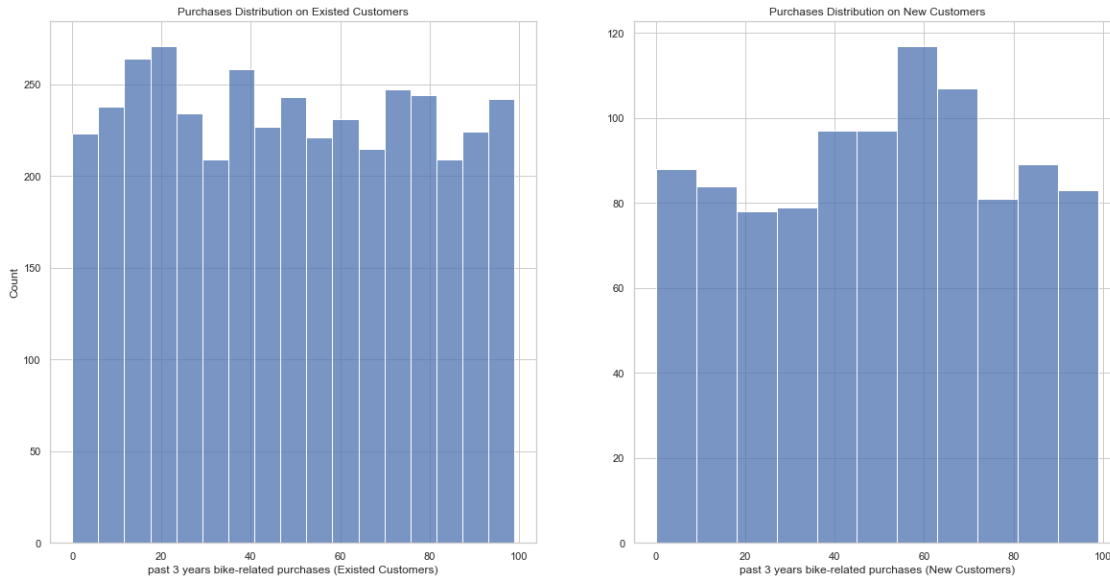 Purchases Distribution on Existed Customers
250
200
150
100
50
0
Count
0 20 40 60 80 100
past 3 years bike-related purchases (Existed Customers)
Purchases Distribution on New Customers
120
100
80
60
40
20
0
0 20 40 60 80 100
past 3 years bike-related purchases (New Customers)